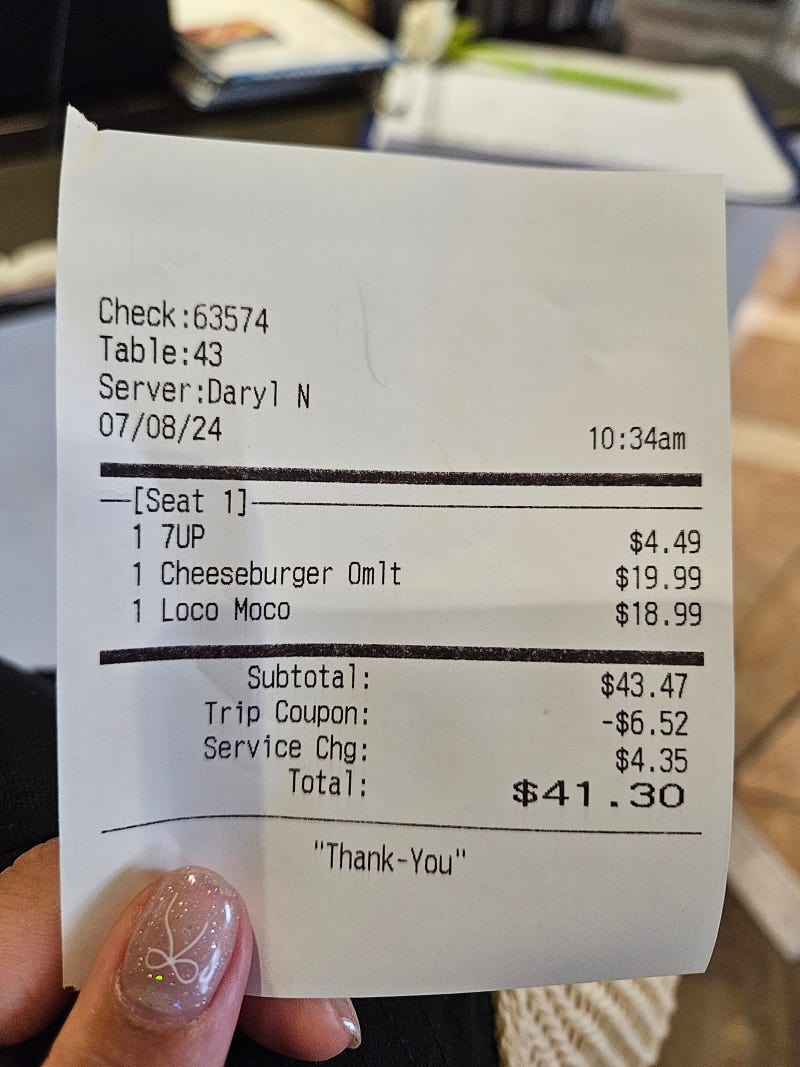 Check:63574
Table:43
Server:Daryl N
07/08/24 10:34am
[Seat 1]
1 7UP $4.49
1 Cheeseburger Omlt $19.99
1 Loco Moco $18.99
Subtotal: $43.47
Trip Coupon: -$6.52
Service Chg: $4.35
Total: $41.30
"Thank-You"